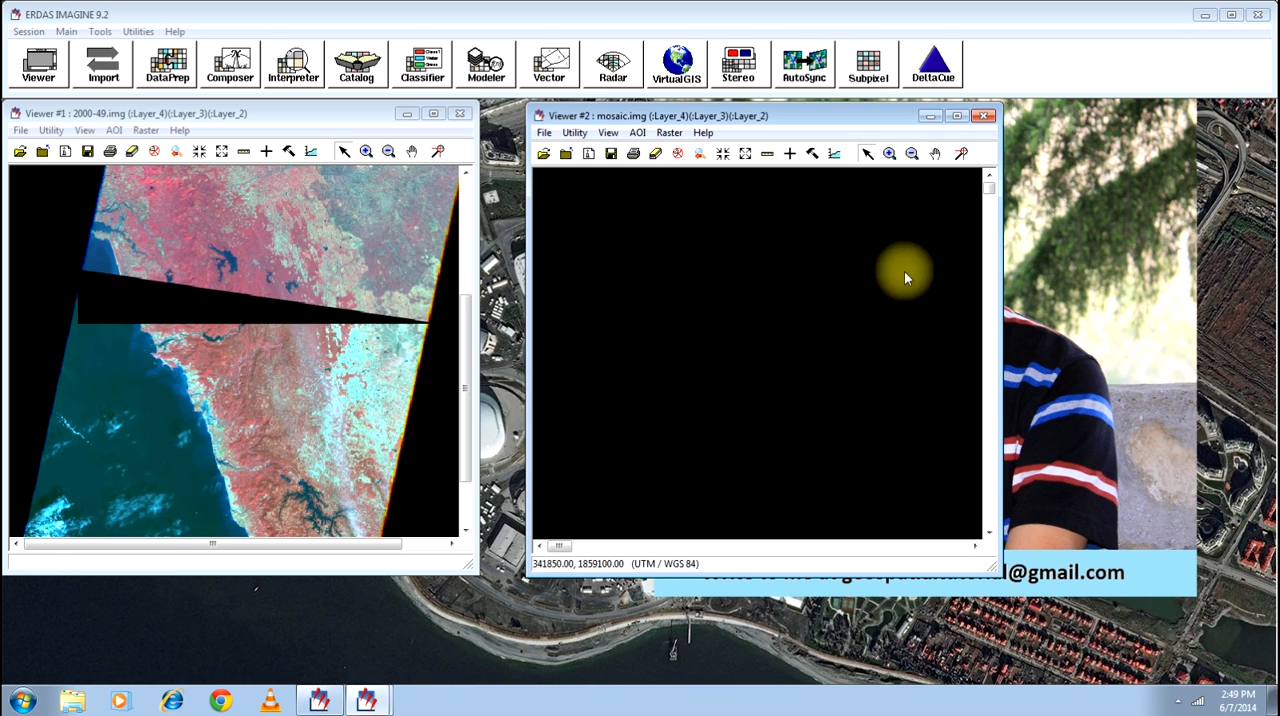 ERDAS IMAGINE 9.2
Session Main Tools Utilities Help
Viewer Import DataPrep Composer Interpreter Catalog Classifier Modeler Vector Radar VirtualGIS Stereo AutoSync Subpixel DeltaCue
Viewer #1 : 2000-49.img (:Layer_4)(:Layer_3)(:Layer_2)
File Utility View AOI Raster Help
Viewer #2 : mosaic.img (:Layer_4)(:Layer_3)(:Layer_2)
File Utility View AOI Raster Help
341850.00, 1859100.00 (UTM / WGS 84)
@gmail.com
2:49 PM
6/7/2014